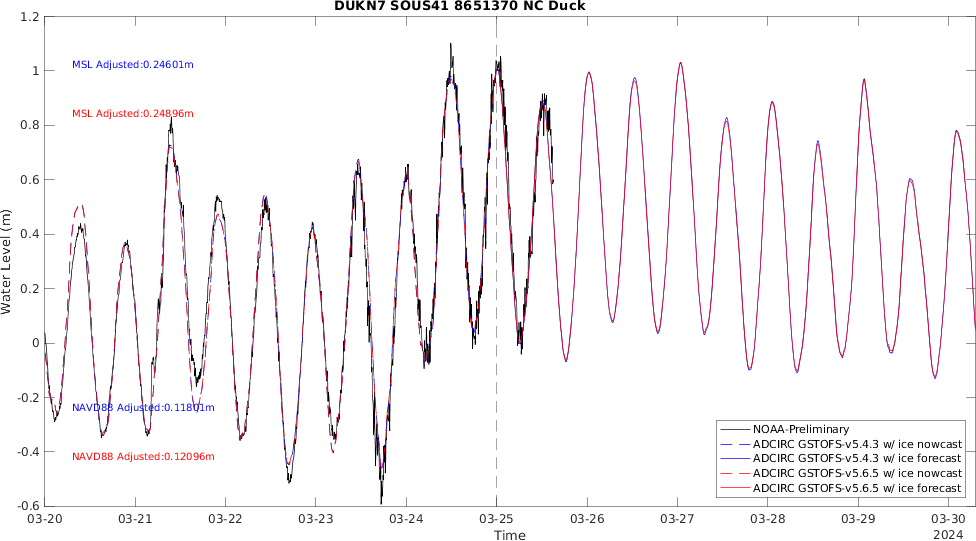 DUKN7 SOUS41 8651370 NC Duck
Water Level (m)
1.2
1
0.8
0.6
0.4
0.2
0
-0.2
-0.4
-0.6
MSL Adjusted:0.24601m
MSL Adjusted:0.24896m
NAVD88 Adjusted:0.11801m
NAVD88 Adjusted:0.12096m
NOAA-Preliminary
ADCIRC GSTOFS-v5.4.3 w/ ice nowcast
ADCIRC GSTOFS-v5.4.3 w/ ice forecast
ADCIRC GSTOFS-v5.6.5 w/ ice nowcast
ADCIRC GSTOFS-v5.6.5 w/ ice forecast
03-20 03-21 03-22 03-23 03-24 03-25 03-26 03-27 03-28 03-29 03-30
2024
Time